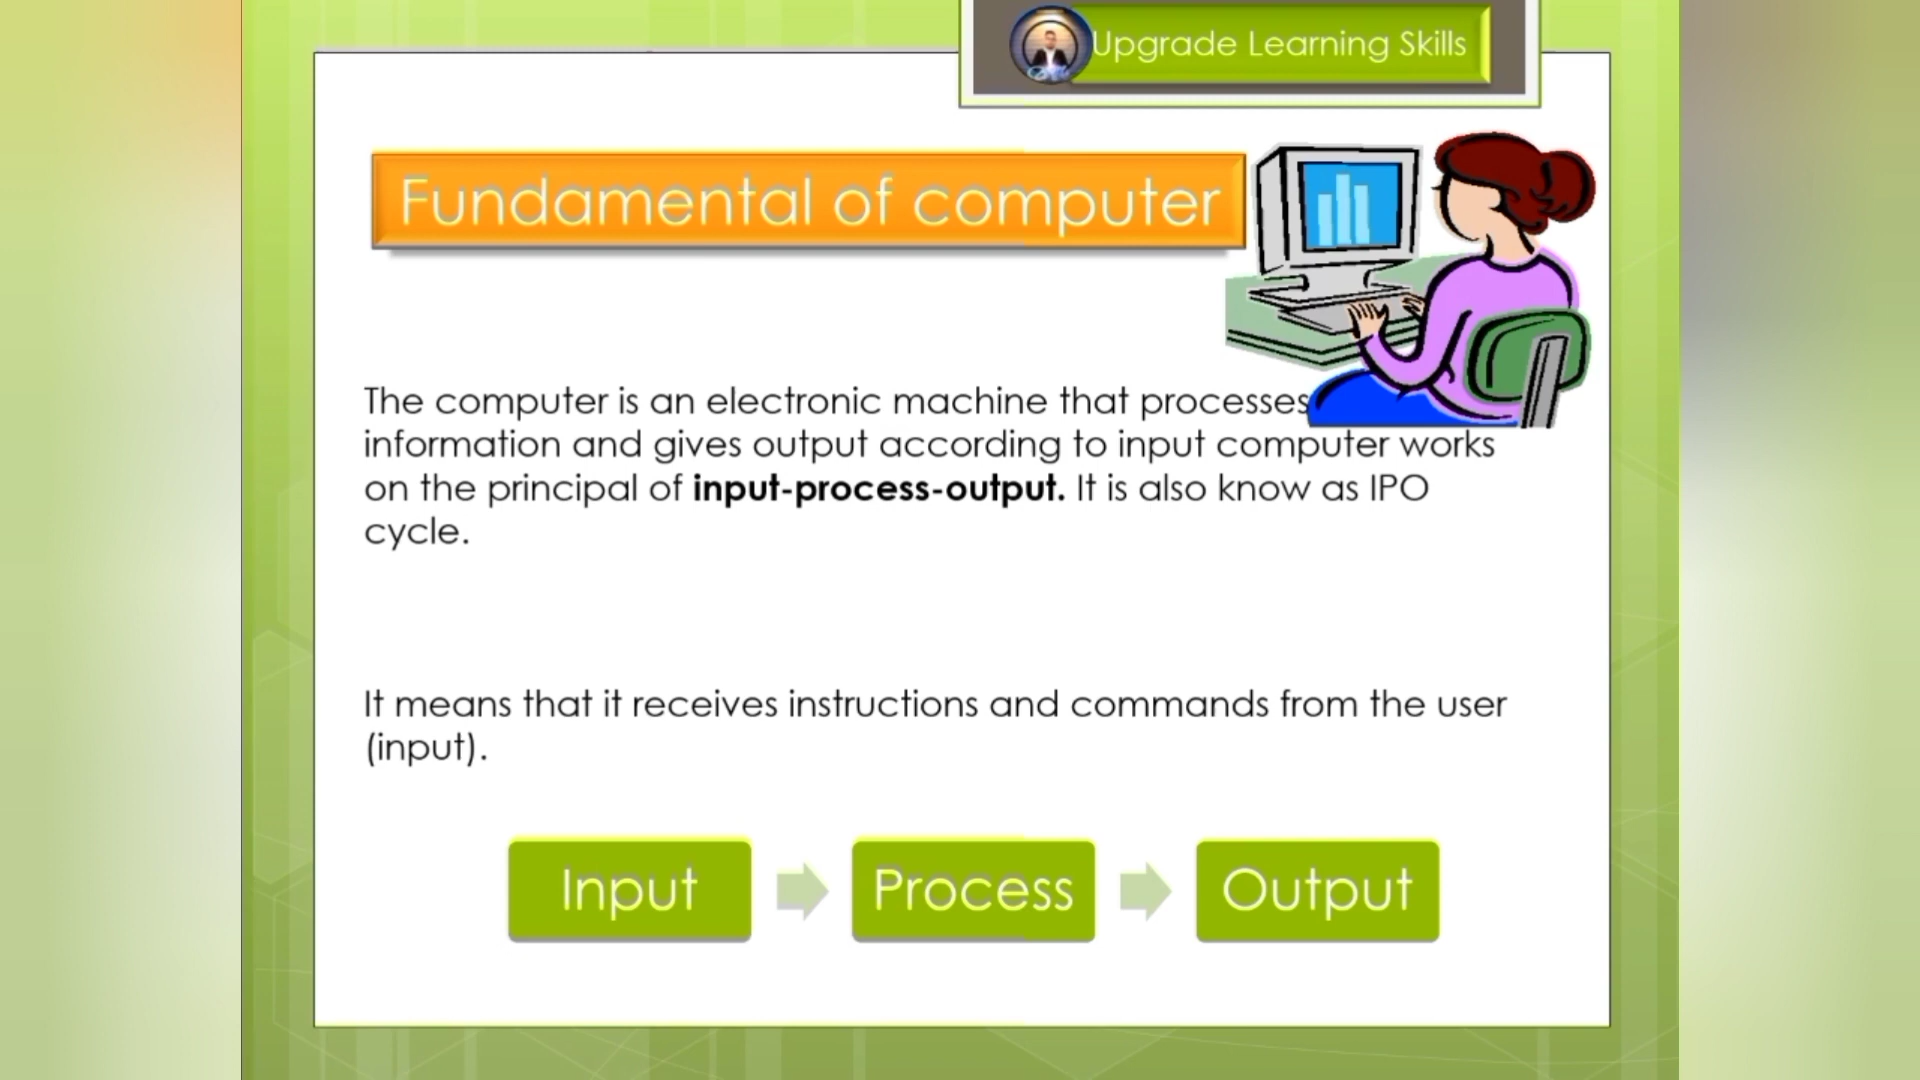 Upgrade Learning Skills
Fundamental of computer
The computer is an electronic machine that processes
information and gives output according to input computer works
on the principal of input-process-output. It is also know as IPO
cycle.
It means that it receives instructions and commands from the user
(input).
Input
Process
Output